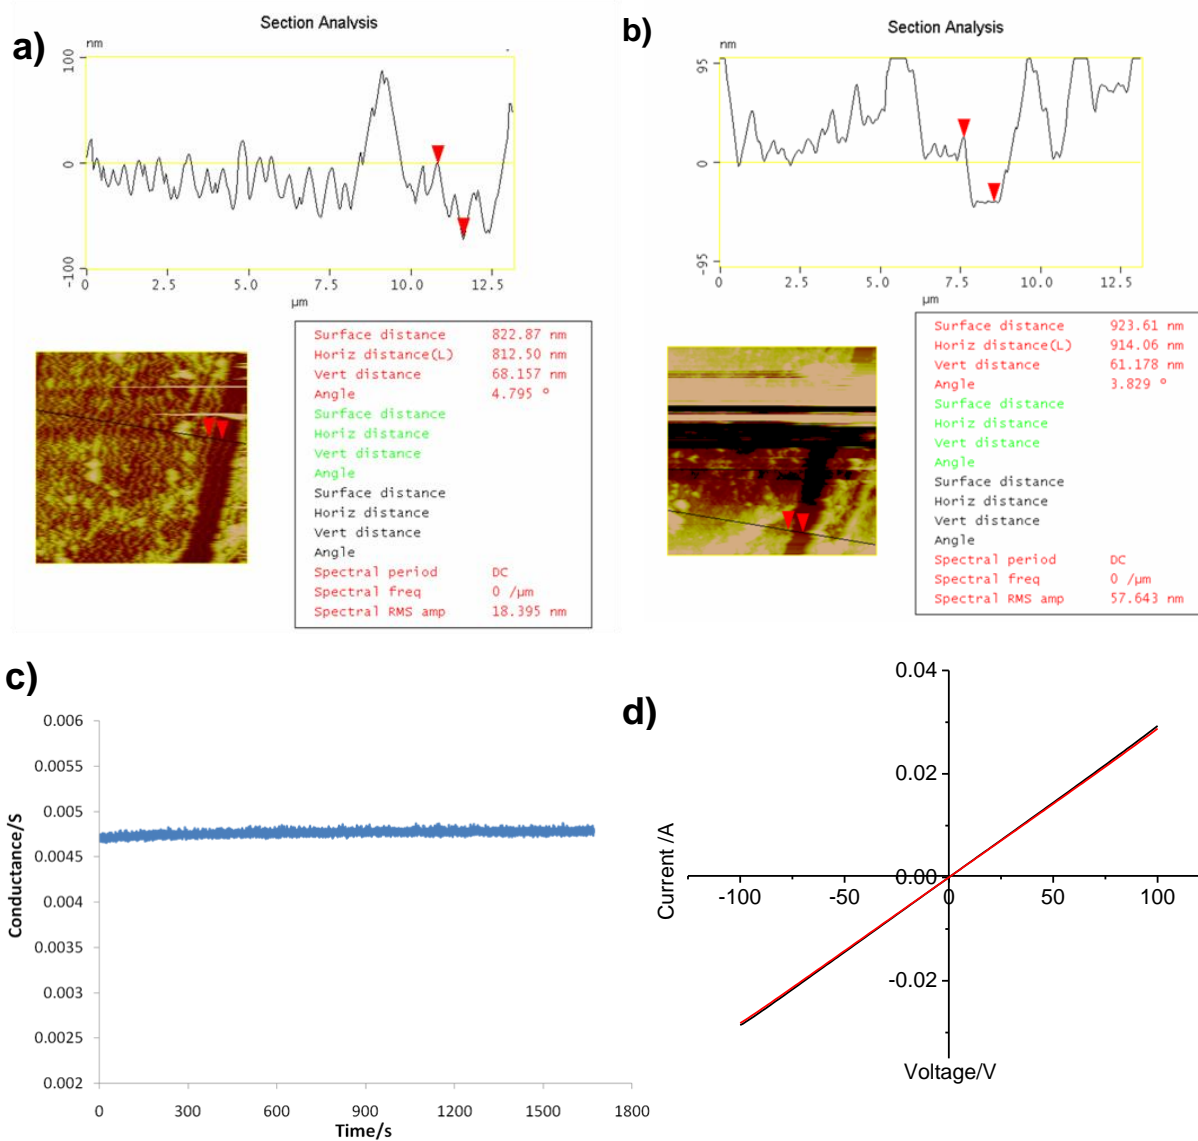 a)
Section Analysis
nm
100
0
-100
0 2.5 5.0 7.5 10.0 12.5
µm
Surface distance 822.87 nm
Horiz distance(L) 812.50 nm
Vert distance 68.157 nm
Angle 4.795 º
Surface distance
Horiz distance
Vert distance
Angle
Surface distance
Horiz distance
Vert distance
Angle
Spectral period DC
Spectral freq 0 /µm
Spectral RMS amp 18.395 nm
b)
Section Analysis
nm
95
0
-95
0 2.5 5.0 7.5 10.0 12.5
µm
Surface distance 923.61 nm
Horiz distance(L) 914.06 nm
Vert distance 61.178 nm
Angle 3.829 º
Surface distance
Horiz distance
Vert distance
Angle
Surface distance
Horiz distance
Vert distance
Angle
Spectral period DC
Spectral freq 0 /µm
Spectral RMS amp 57.643 nm
c)
Conductance/S
0.006
0.0055
0.005
0.0045
0.004
0.0035
0.003
0.0025
0.002
0 300 600 900 1200 1500 1800
Time/s
d)
Current /A
0.04
0.02
0.00
-0.02
-100 -50 0 50 100
Voltage/V